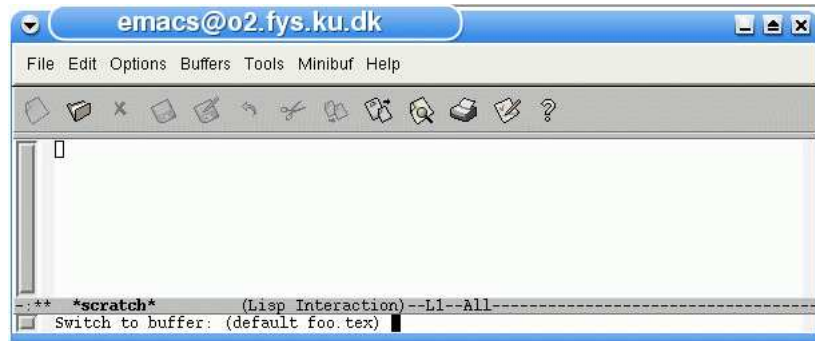 emacs@o2.fys.ku.dk
File Edit Options Buffers Tools Minibuf Help
-:** *scratch* (Lisp Interaction)--L1--All-----------------------------------
Switch to buffer: (default foo.tex)